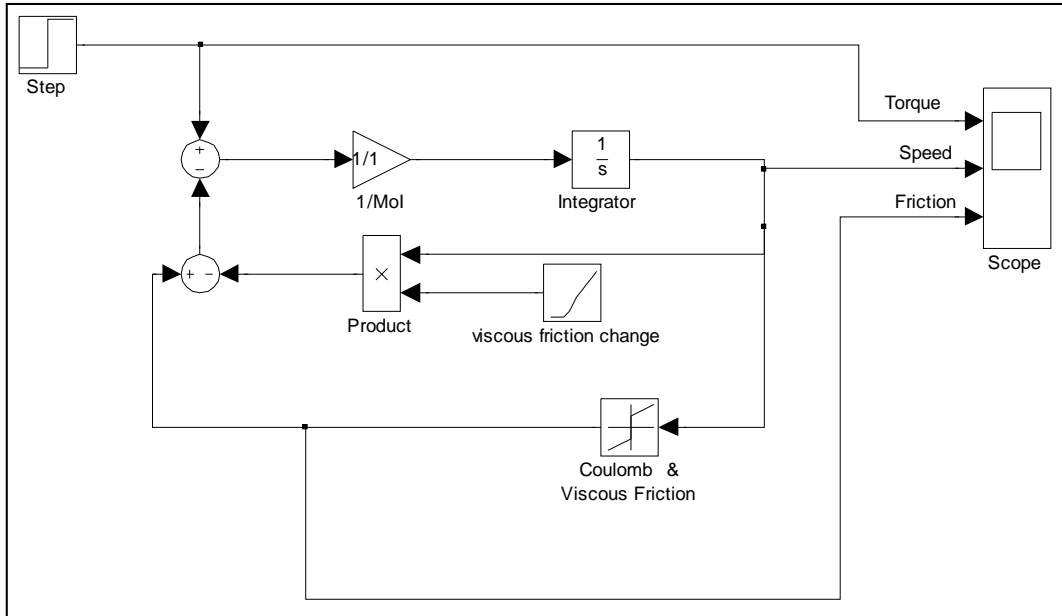 Step
Torque
Speed
Friction
Scope
+
−
1/1
1/MoI
1
s
Integrator
+ −
×
Product
viscous friction change
Coulomb &
Viscous Friction